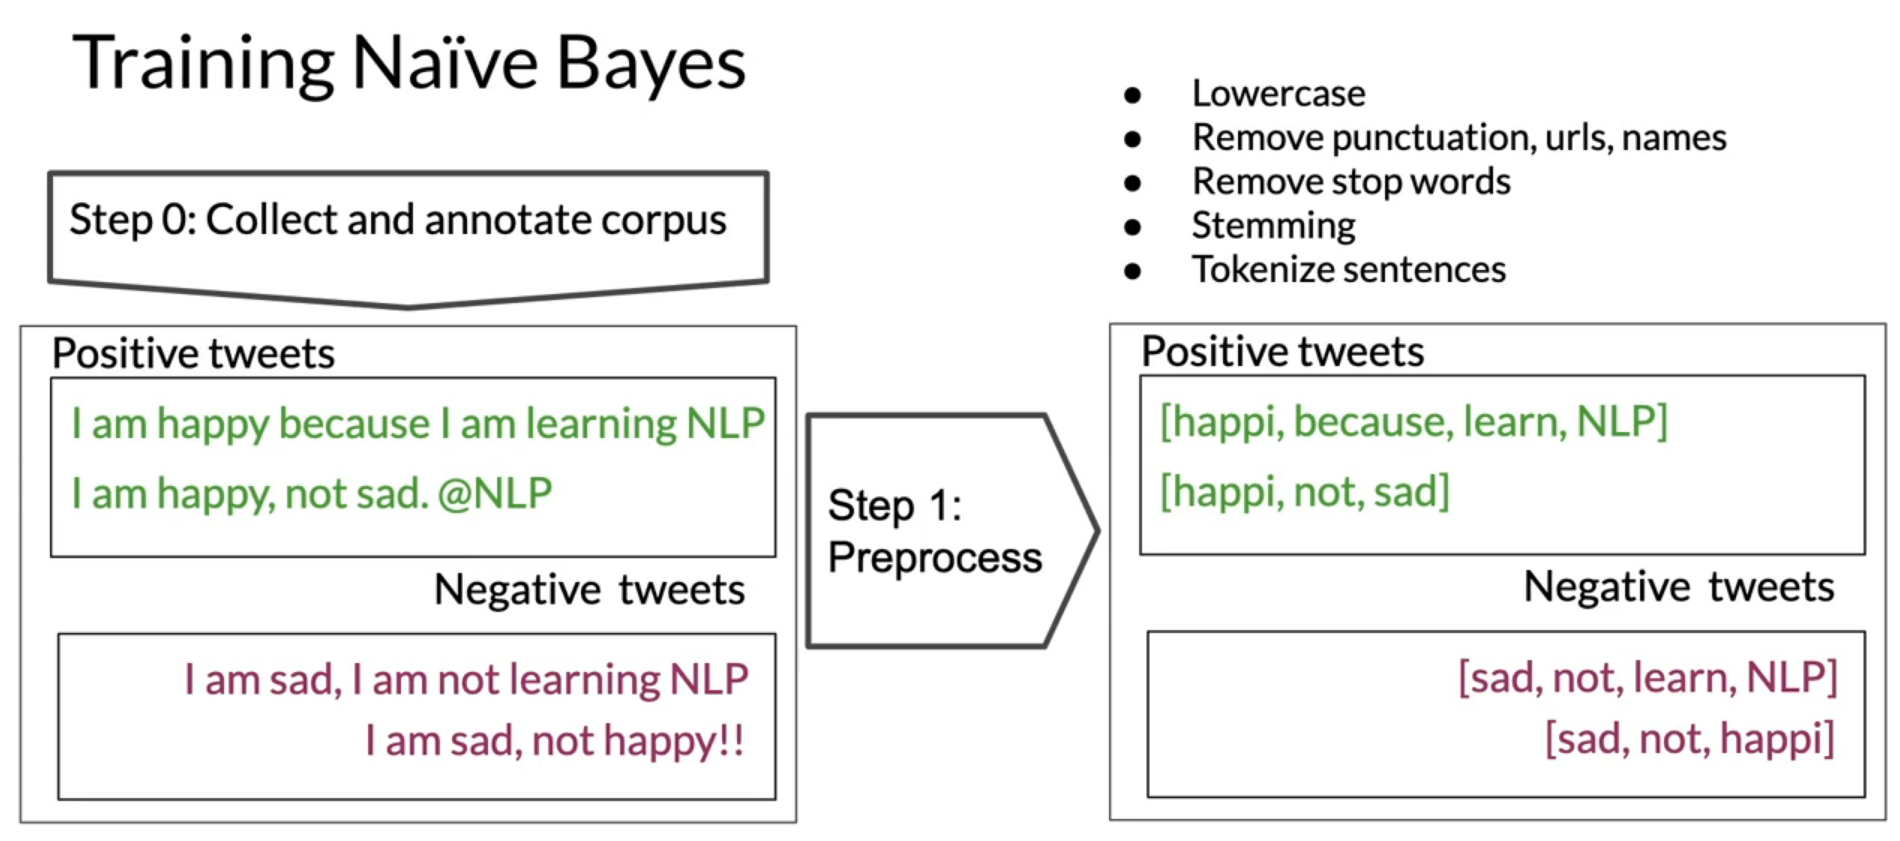 Training Naïve Bayes
Step 0: Collect and annotate corpus
Positive tweets
I am happy because I am learning NLP
I am happy, not sad. @NLP
Negative tweets
I am sad, I am not learning NLP
I am sad, not happy!!
Step 1:
Preprocess
● Lowercase
● Remove punctuation, urls, names
● Remove stop words
● Stemming
● Tokenize sentences
Positive tweets
[happi, because, learn, NLP]
[happi, not, sad]
Negative tweets
[sad, not, learn, NLP]
[sad, not, happi]